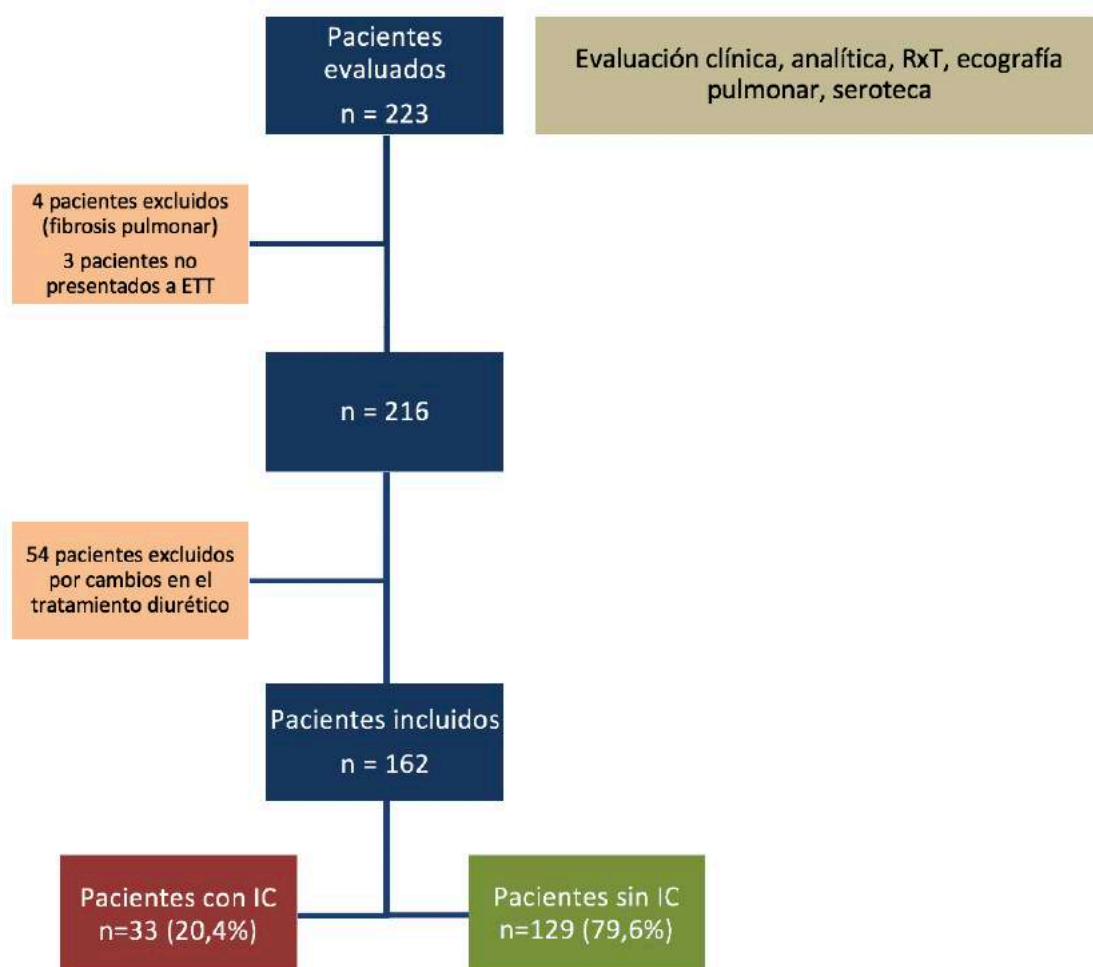 Pacientes
evaluados
n = 223
Evaluación clínica, analítica, RxT, ecografía
pulmonar, seroteca
4 pacientes excluidos
(fibrosis pulmonar)
3 pacientes no
presentados a ETT
n = 216
54 pacientes excluidos
por cambios en el
tratamiento diurético
Pacientes incluidos
n = 162
Pacientes con IC
n=33 (20,4%)
Pacientes sin IC
n=129 (79,6%)